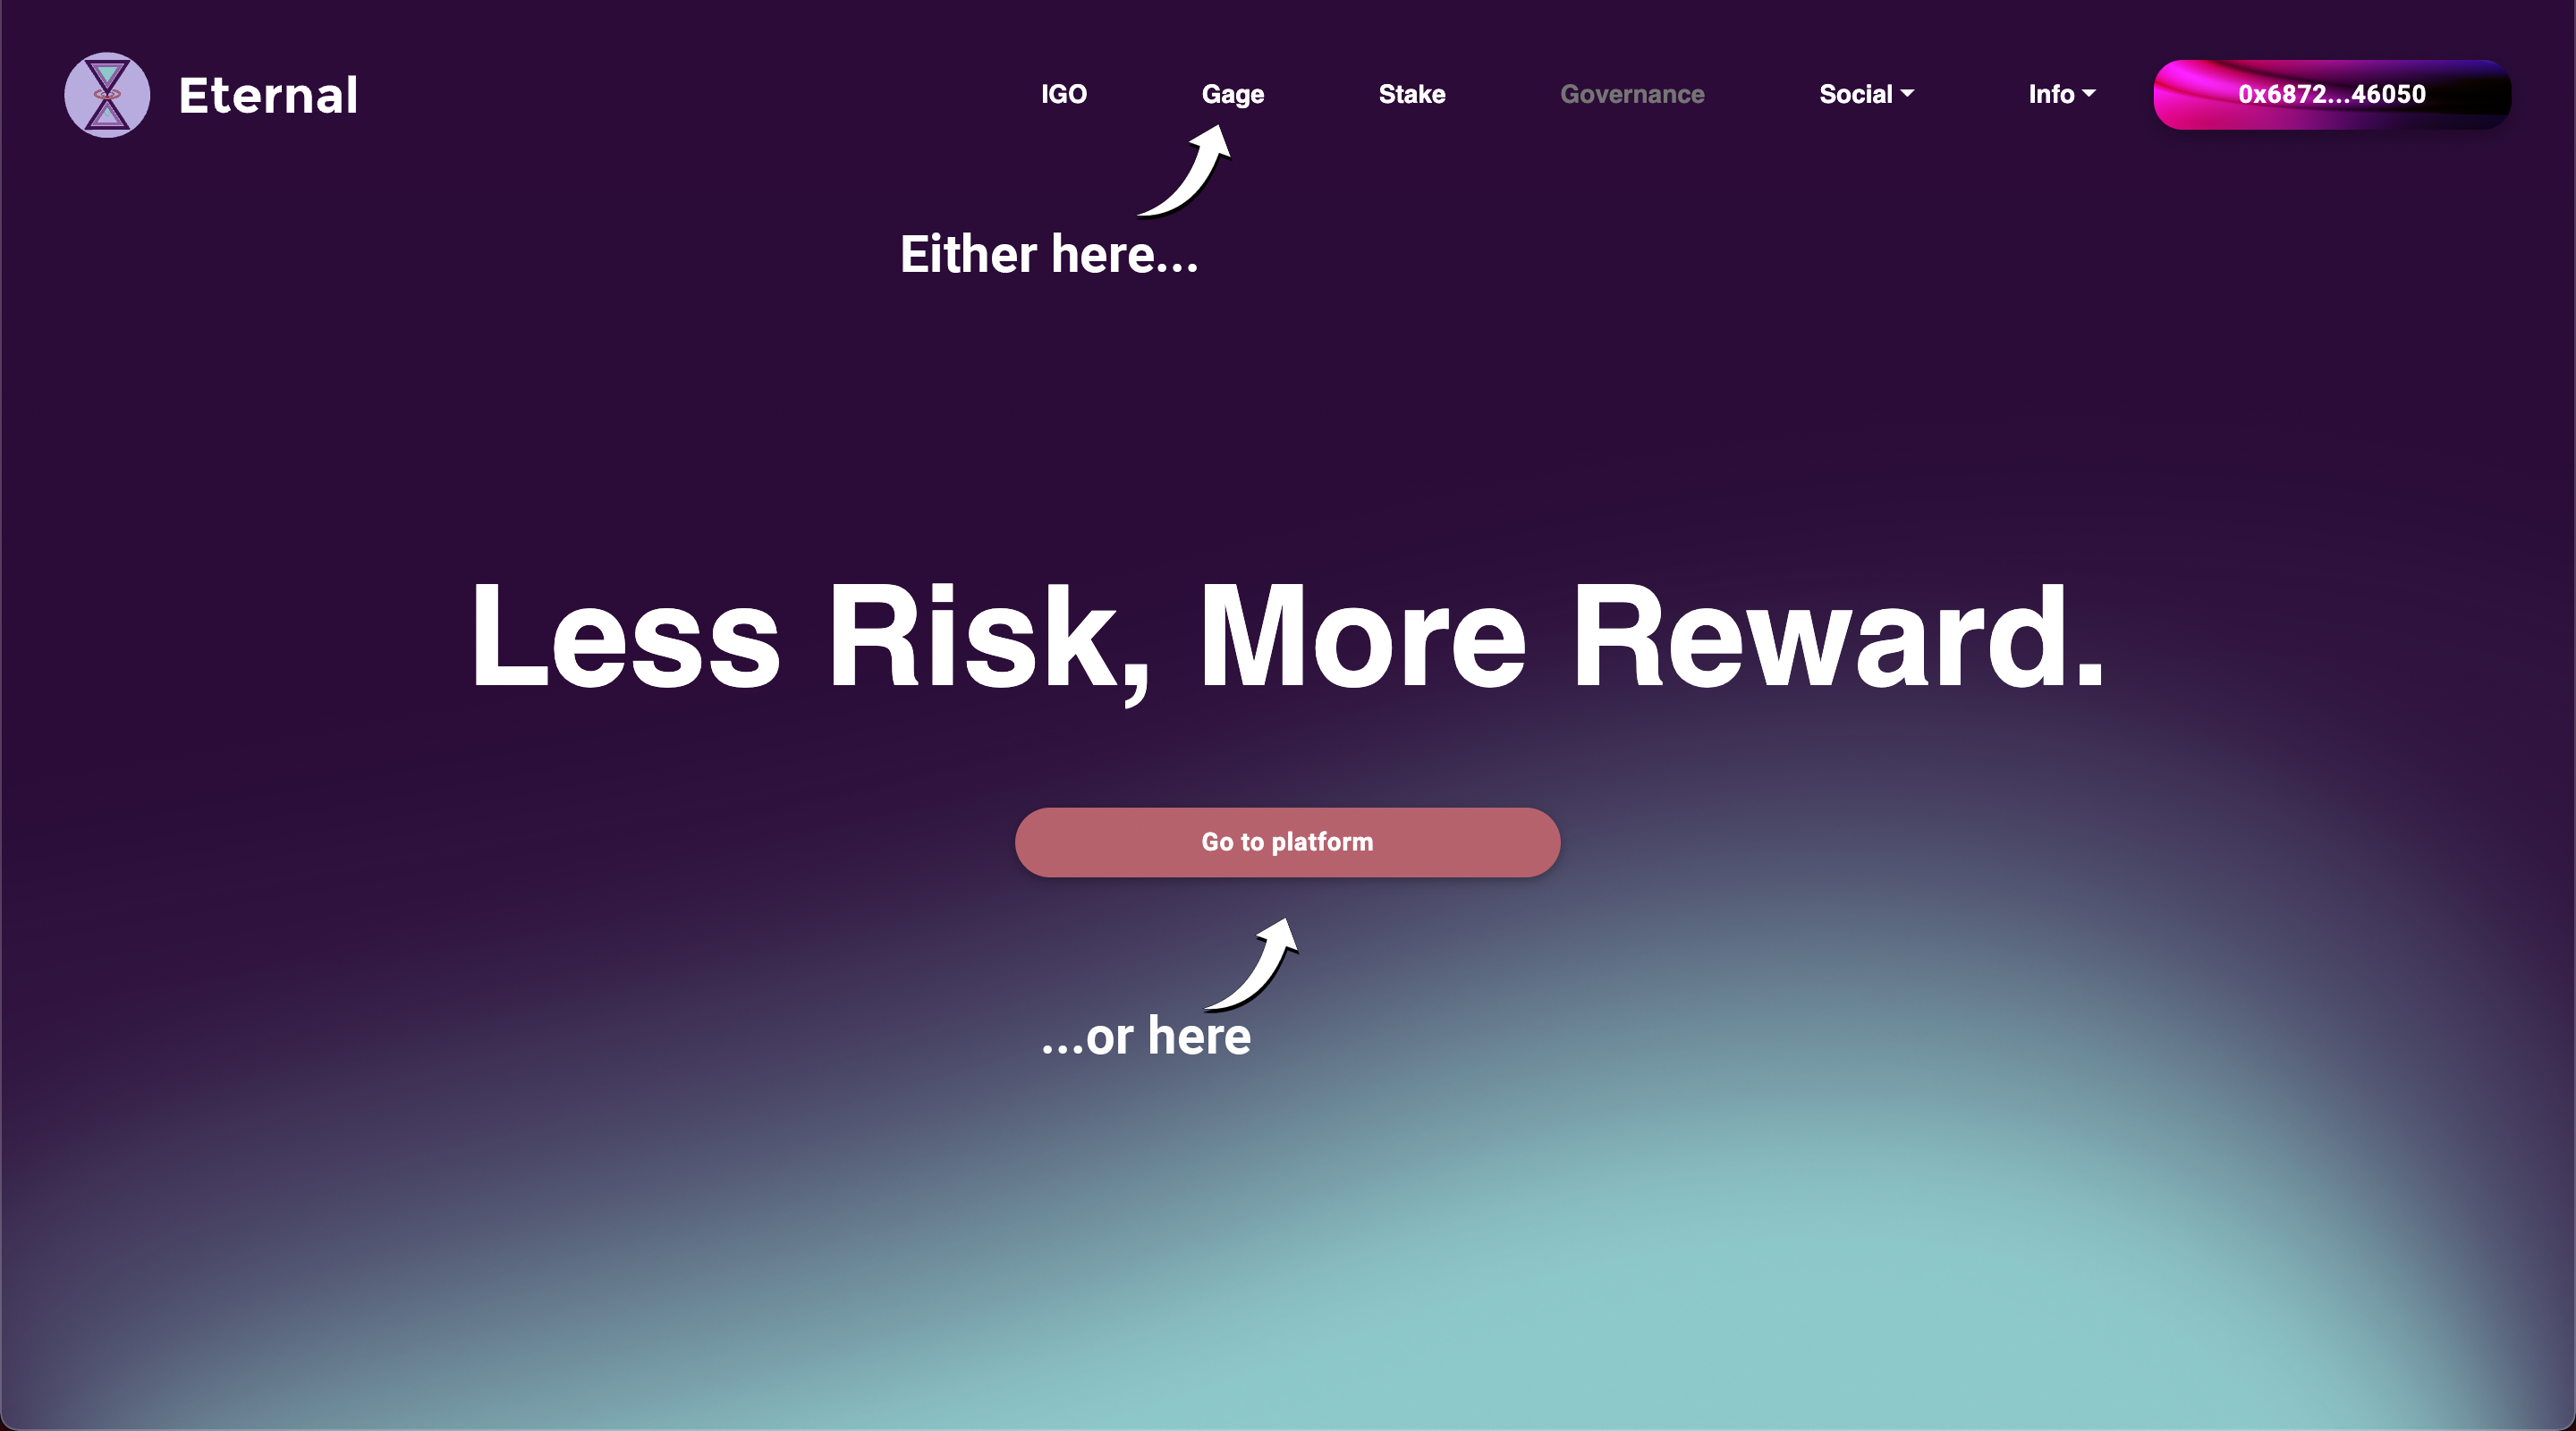 Eternal
IGO Gage Stake Governance Social Info 0x6872...46050
Either here...
Less Risk, More Reward.
Go to platform
...or here